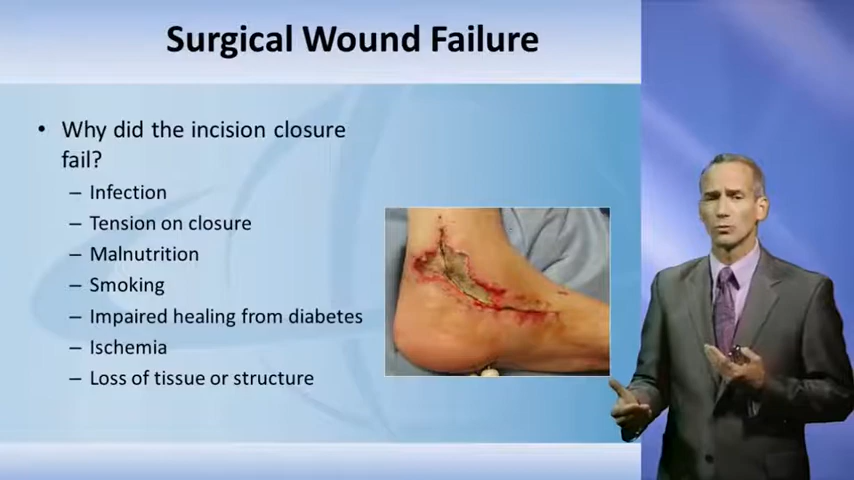 Surgical Wound Failure
• Why did the incision closure
fail?
– Infection
– Tension on closure
– Malnutrition
– Smoking
– Impaired healing from diabetes
– Ischemia
– Loss of tissue or structure